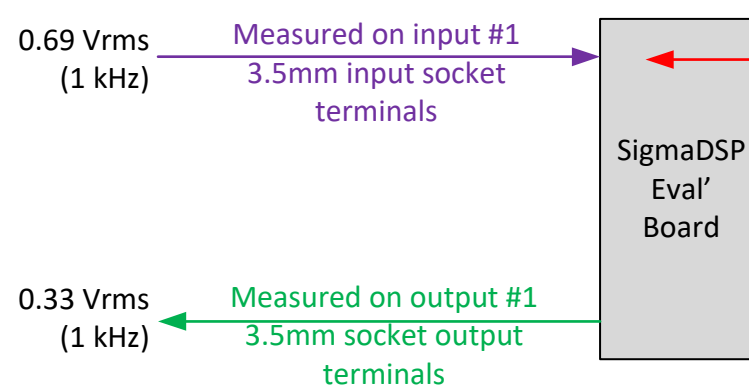 0.69 Vrms
(1 kHz)
Measured on input #1
3.5mm input socket
terminals
SigmaDSP
Eval’
Board
0.33 Vrms
(1 kHz)
Measured on output #1
3.5mm socket output
terminals